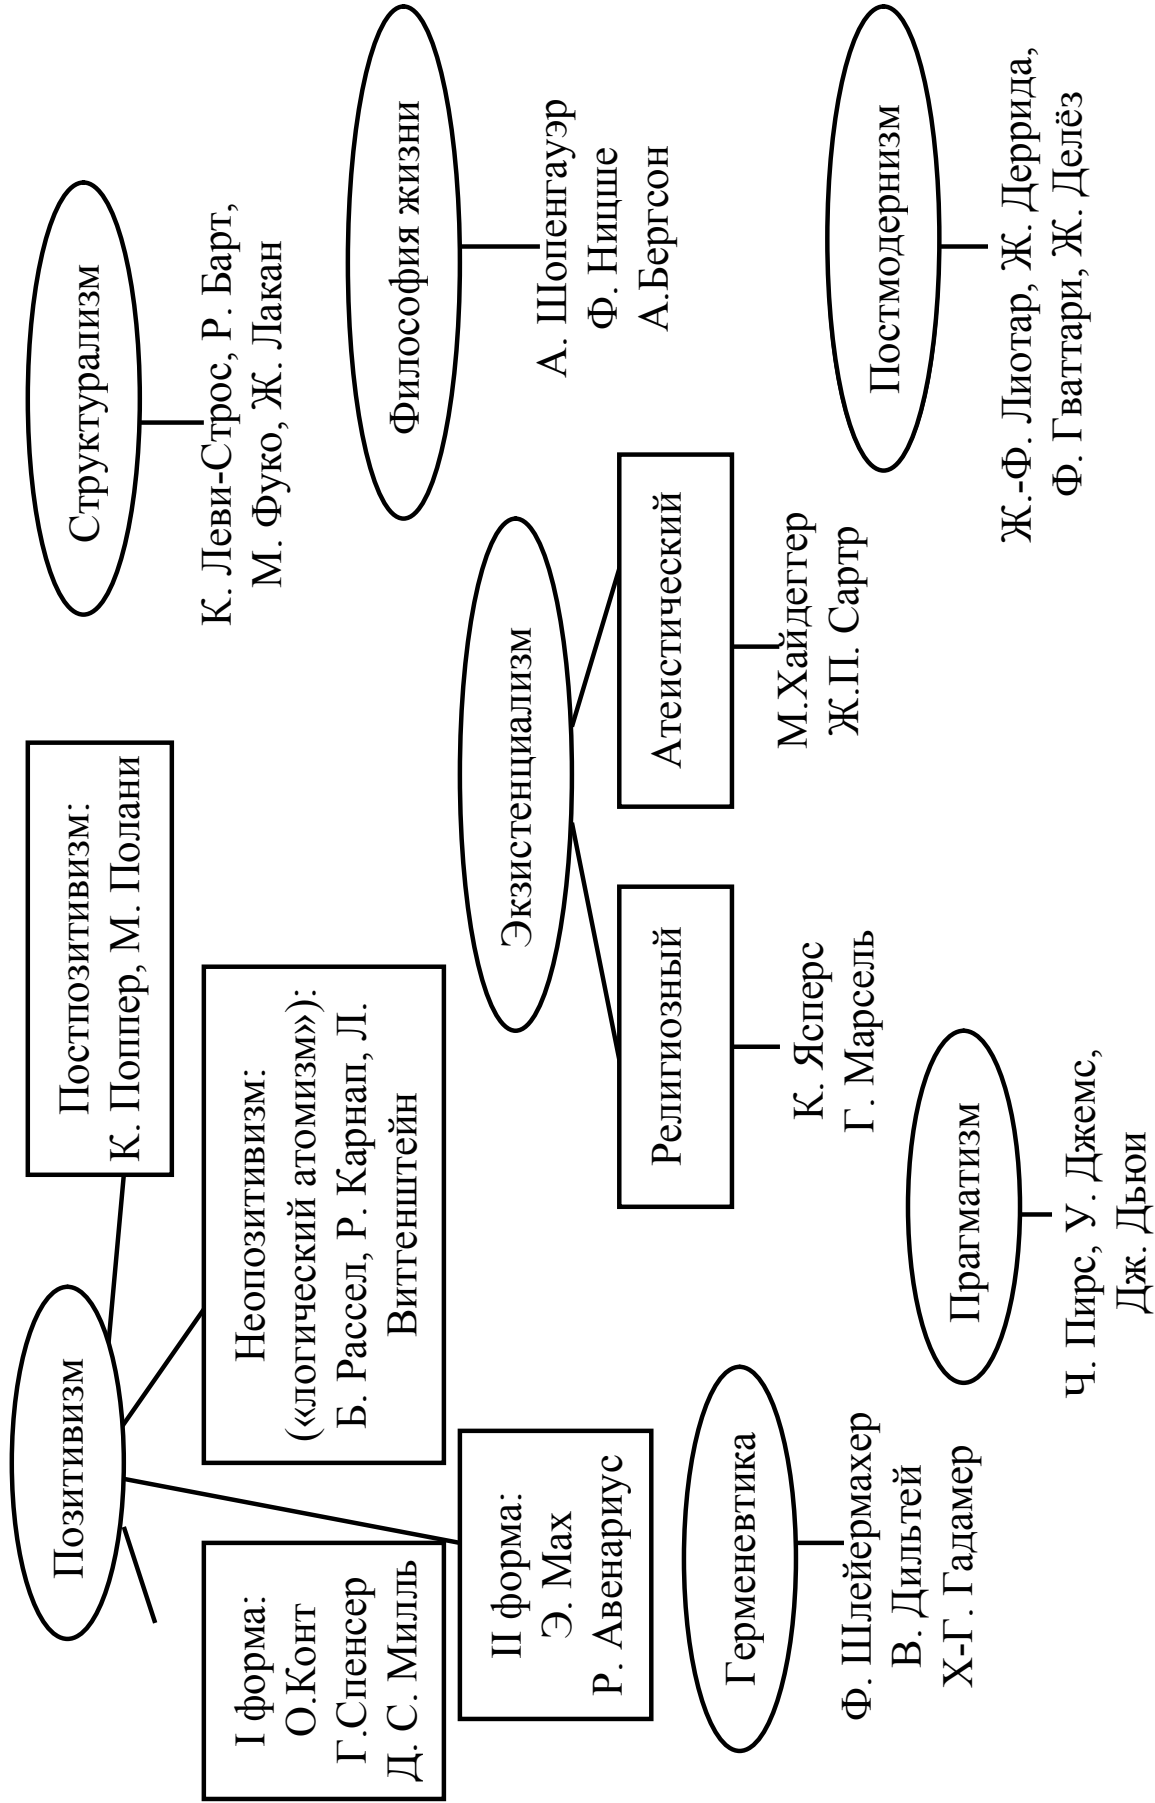 Позитивизм
Постпозитивизм:
К. Поппер, М. Полани
Структурализм
К. Леви-Строс, Р. Барт,
М. Фуко, Ж. Лакан
I форма:
О.Конт
Г.Спенсер
Д. С. Милль
Неопозитивизм:
(«логический атомизм»):
Б. Рассел, Р. Карнап, Л.
Витгенштейн
II форма:
Э. Мах
Р. Авенариус
Философия жизни
А. Шопенгауэр
Ф. Ницше
А.Бергсон
Экзистенциализм
Религиозный
К. Ясперс
Г. Марсель
Атеистический
М.Хайдеггер
Ж.П. Сартр
Герменевтика
Ф. Шлейермахер
В. Дильтей
Х-Г. Гадамер
Прагматизм
Ч. Пирс, У. Джемс,
Дж. Дьюи
Постмодернизм
Ж.-Ф. Лиотар, Ж. Деррида,
Ф. Гваттари, Ж. Делёз